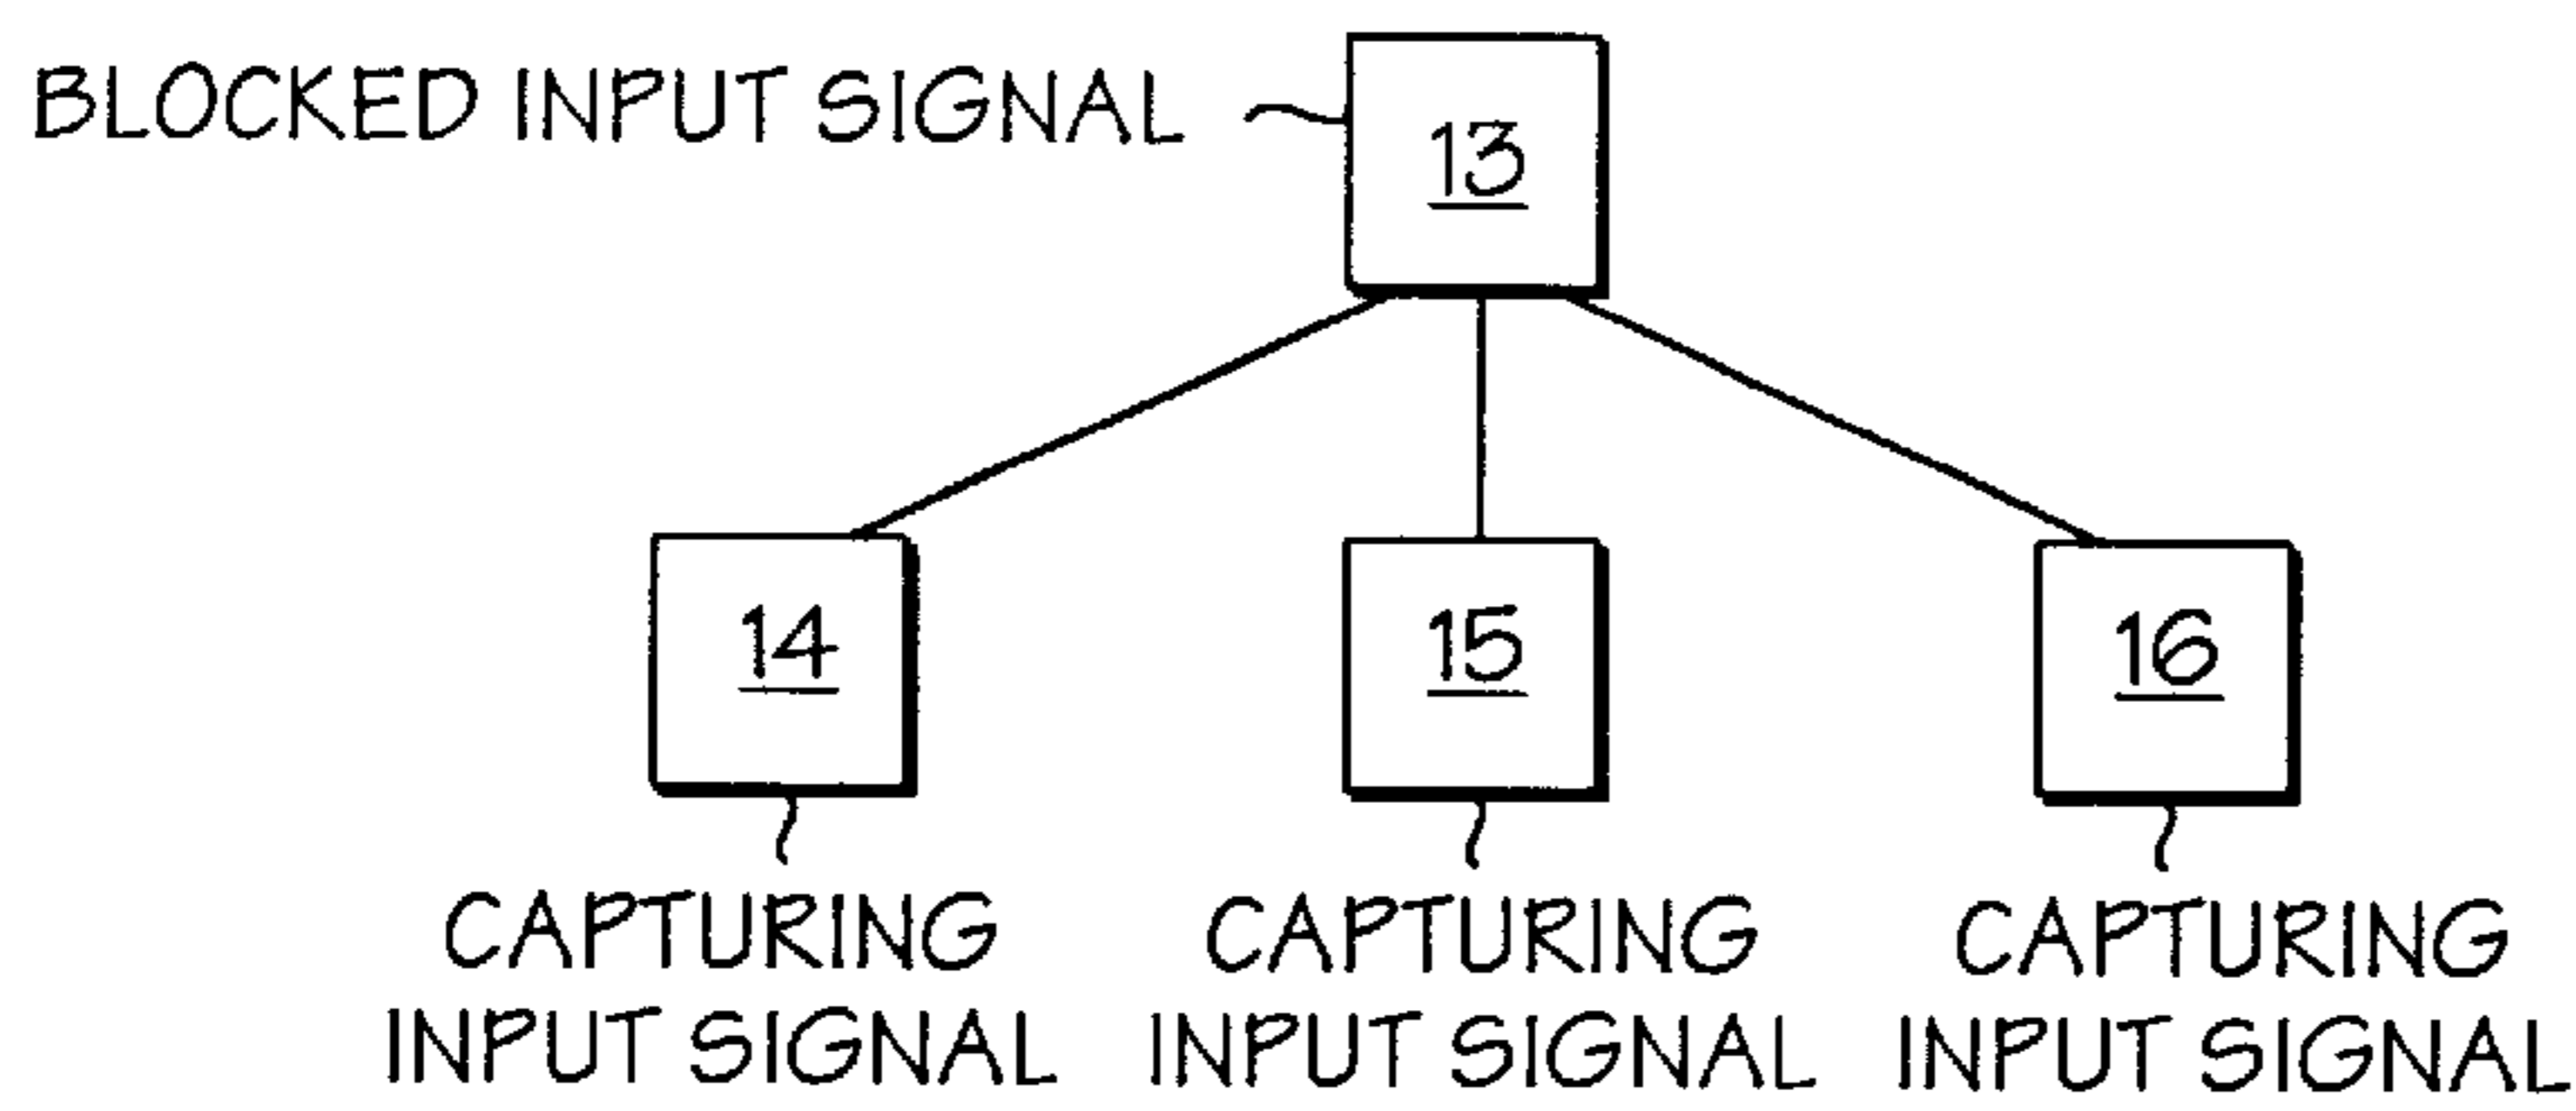 BLOCKED INPUT SIGNAL
13
14
15
16
CAPTURING
INPUT SIGNAL
CAPTURING
INPUT SIGNAL
CAPTURING
INPUT SIGNAL